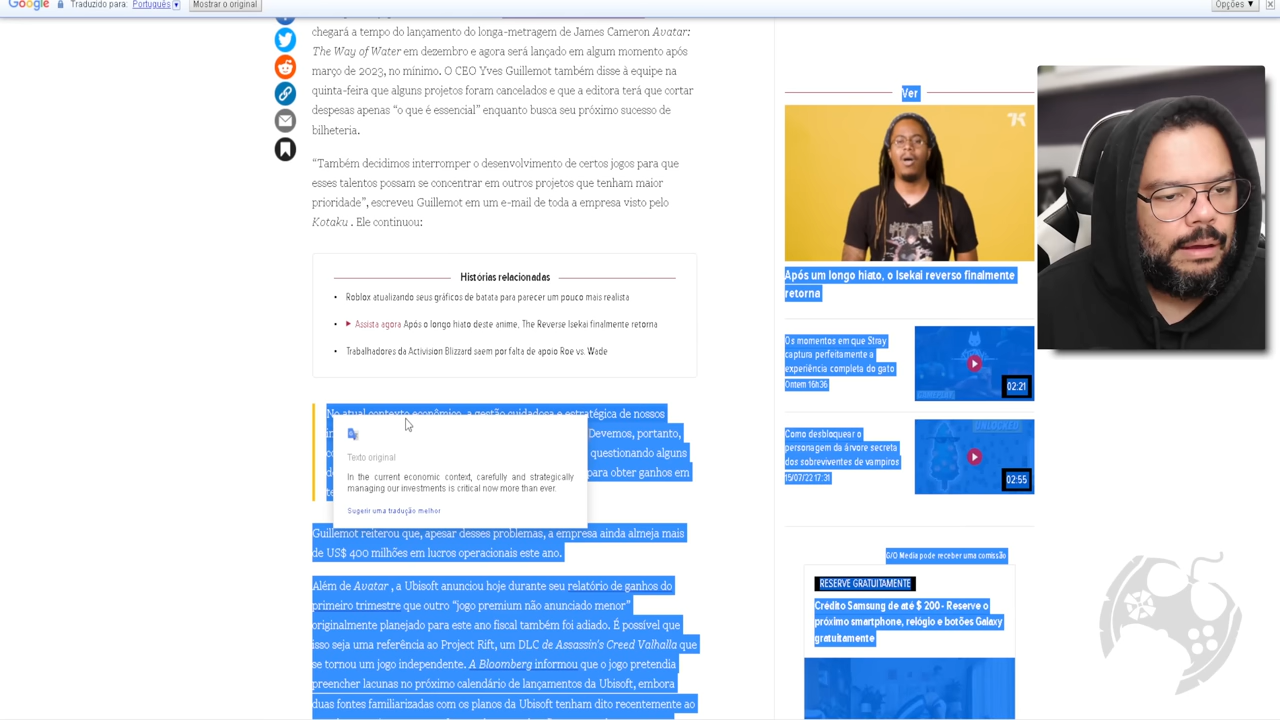 Google Traduzido para: Português Mostrar o original Opções
chegará a tempo do lançamento do longa-metragem de James Cameron Avatar:
The Way of Water em dezembro e agora será lançado em algum momento após
março de 2023, no mínimo. O CEO Yves Guillemot também disse à equipe na
quinta-feira que alguns projetos foram cancelados e que a editora terá que cortar
despesas apenas "o que é essencial" enquanto busca seu próximo sucesso de
bilheteria.
"Também decidimos interromper o desenvolvimento de certos jogos para que
esses talentos possam se concentrar em outros projetos que tenham maior
prioridade", escreveu Guillemot em um e-mail de toda a empresa visto pelo
Kotaku . Ele continuou:
Histórias relacionadas
Roblox atualizando seus gráficos de batata para parecer um pouco mais realista
Assista agora Após o longo hiato deste anime, The Reverse Isekai finalmente retorna
Trabalhadores da Activision Blizzard saem por falta de apoio Roe vs. Wade
No atual contexto econômico, a gestão cuidadosa e estratégica de nossos
Devemos, portanto,
questionando alguns
para obter ganhos em
Texto original
In the current economic context, carefully and strategically
managing our investments is critical now more than ever.
Sugerir uma tradução melhor
Guillemot reiterou que, apesar desses problemas, a empresa ainda almeja mais
de US$ 400 milhões em lucros operacionais este ano.
Além de Avatar , a Ubisoft anunciou hoje durante seu relatório de ganhos do
primeiro trimestre que outro "jogo premium não anunciado menor"
originalmente planejado para este ano fiscal também foi adiado. É possível que
isso seja uma referência ao Project Rift, um DLC de Assassin's Creed Valhalla que
se tornou um jogo independente. A Bloomberg informou que o jogo pretendia
preencher lacunas no próximo calendário de lançamentos da Ubisoft, embora
duas fontes familiarizadas com os planos da Ubisoft tenham dito recentemente ao
Ver
Após um longo hiato, o Isekai reverso finalmente
retorna
Os momentos em que Stray
captura perfeitamente a
experiência completa do gato
Ontem 16h36
02:21
Como desbloquear o
personagem da árvore secreta
dos sobreviventes de vampiros
15/07/22 17:31
UNLOCKED
02:55
G/O Media pode receber uma comissão
RESERVE GRATUITAMENTE
Crédito Samsung de até $ 200- Reserve o
próximo smartphone, relógio e botões Galaxy
gratuitamente